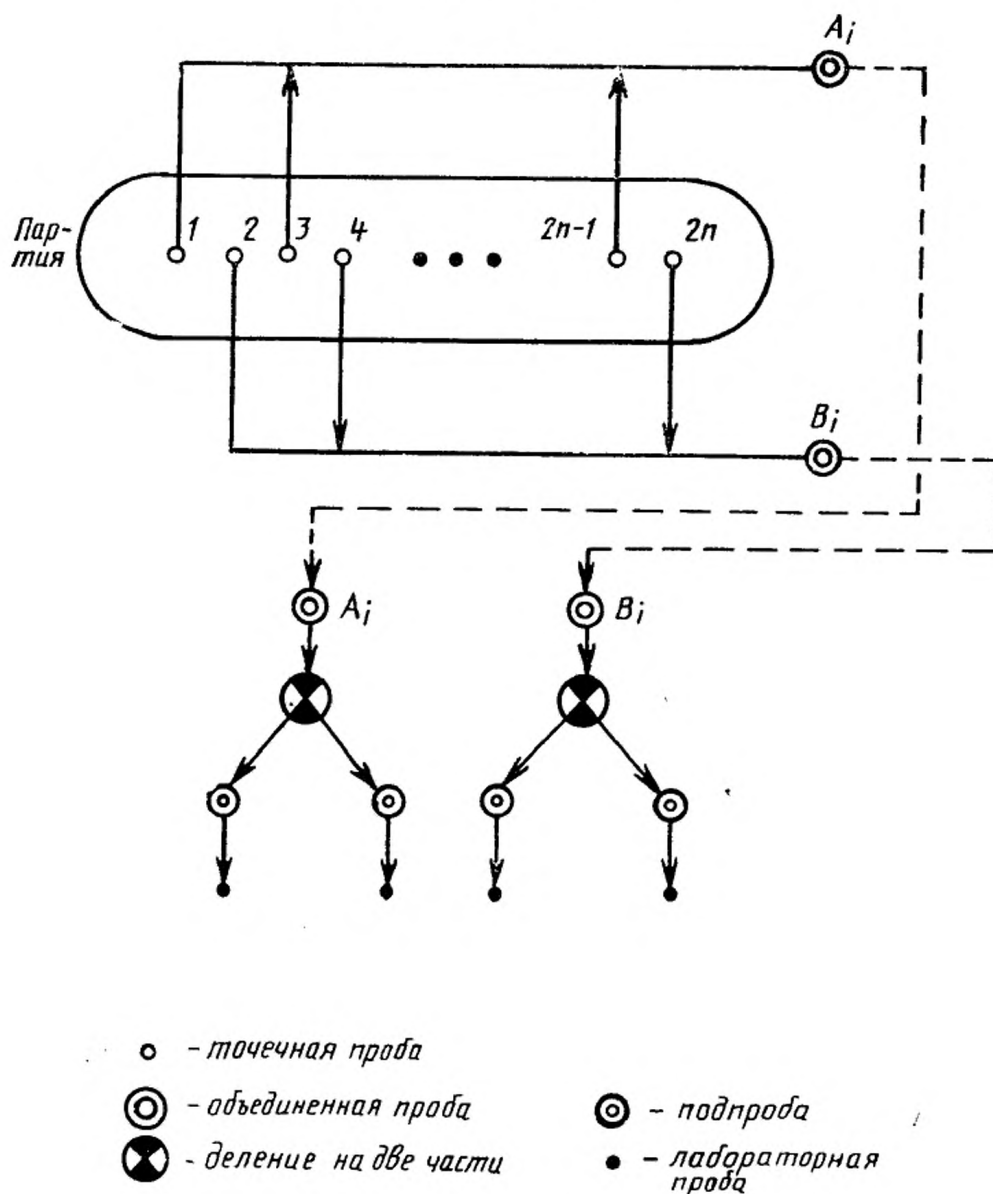 Ai
Пар-
тия
1 2 3 4 2n-1 2n
Bi
Ai Bi
- точечная проба
- объединенная проба
- подпроба
- деление на две части
- лабораторная
проба